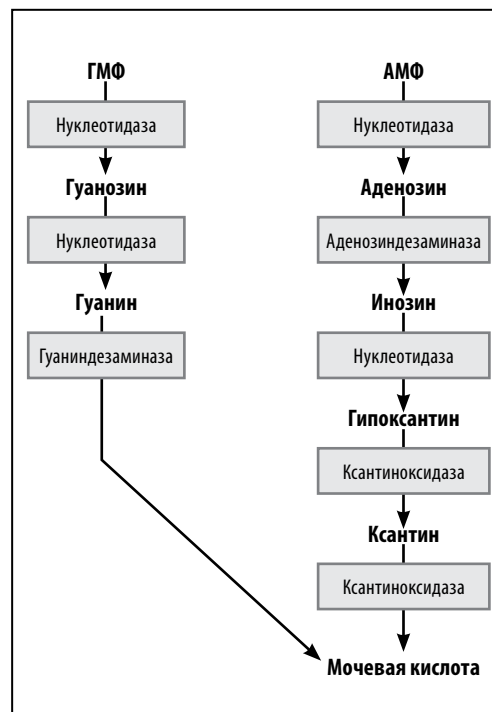 ГМФ
Нуклеотидаза
Гуанозин
Нуклеотидаза
Гуанин
Гуаниндезаминаза
АМФ
Нуклеотидаза
Аденозин
Аденозиндезаминаза
Инозин
Нуклеотидаза
Гипоксантин
Ксантиноксидаза
Ксантин
Ксантиноксидаза
Мочевая кислота